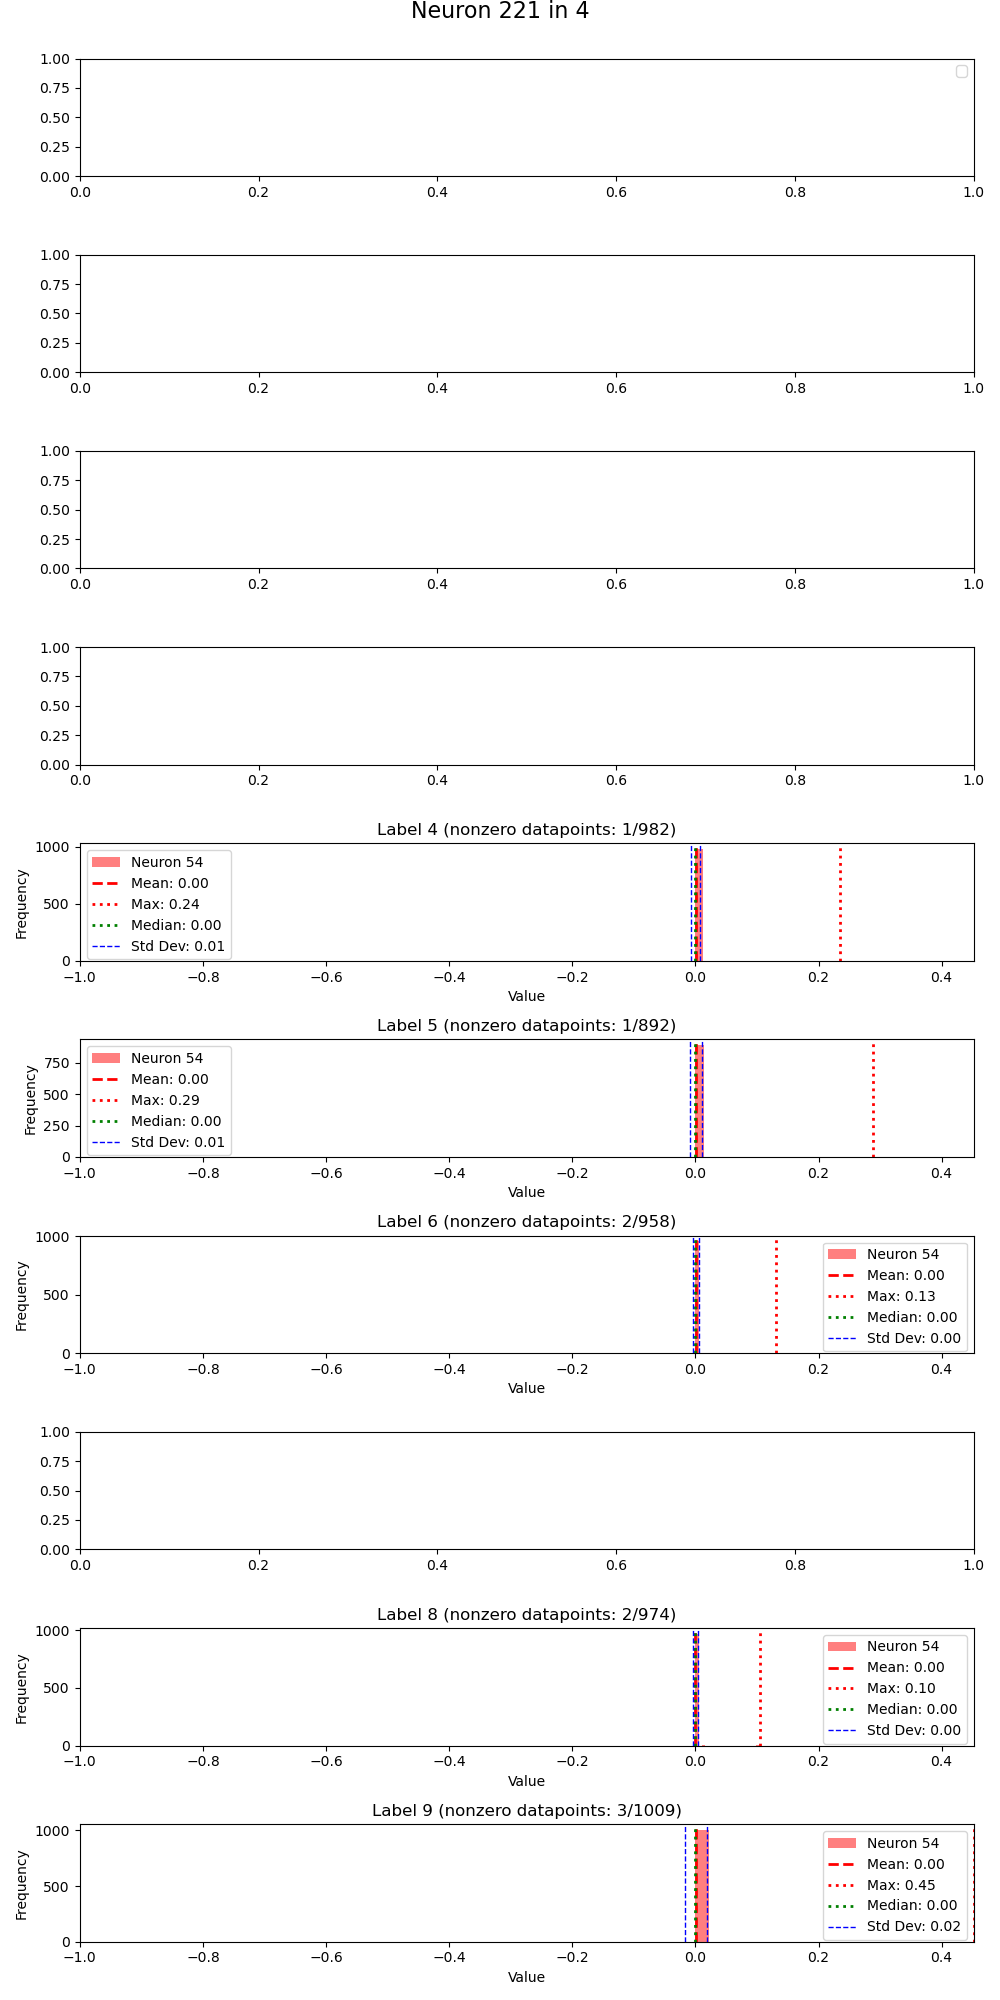 Neuron 221 in 4
1.00
0.75
0.50
0.25
0.00
0.0 0.2 0.4 0.6 0.8 1.0
1.00
0.75
0.50
0.25
0.00
0.0 0.2 0.4 0.6 0.8 1.0
1.00
0.75
0.50
0.25
0.00
0.0 0.2 0.4 0.6 0.8 1.0
1.00
0.75
0.50
0.25
0.00
0.0 0.2 0.4 0.6 0.8 1.0
Label 4 (nonzero datapoints: 1/982)
Frequency
1000
500
0
Neuron 54
Mean: 0.00
Max: 0.24
Median: 0.00
Std Dev: 0.01
−1.0 −0.8 −0.6 −0.4 −0.2 0.0 0.2 0.4
Value
Label 5 (nonzero datapoints: 1/892)
Frequency
750
500
250
0
Neuron 54
Mean: 0.00
Max: 0.29
Median: 0.00
Std Dev: 0.01
−1.0 −0.8 −0.6 −0.4 −0.2 0.0 0.2 0.4
Value
Label 6 (nonzero datapoints: 2/958)
Frequency
1000
500
0
Neuron 54
Mean: 0.00
Max: 0.13
Median: 0.00
Std Dev: 0.00
−1.0 −0.8 −0.6 −0.4 −0.2 0.0 0.2 0.4
Value
1.00
0.75
0.50
0.25
0.00
0.0 0.2 0.4 0.6 0.8 1.0
Label 8 (nonzero datapoints: 2/974)
Frequency
1000
500
0
Neuron 54
Mean: 0.00
Max: 0.10
Median: 0.00
Std Dev: 0.00
−1.0 −0.8 −0.6 −0.4 −0.2 0.0 0.2 0.4
Value
Label 9 (nonzero datapoints: 3/1009)
Frequency
1000
500
0
Neuron 54
Mean: 0.00
Max: 0.45
Median: 0.00
Std Dev: 0.02
−1.0 −0.8 −0.6 −0.4 −0.2 0.0 0.2 0.4
Value